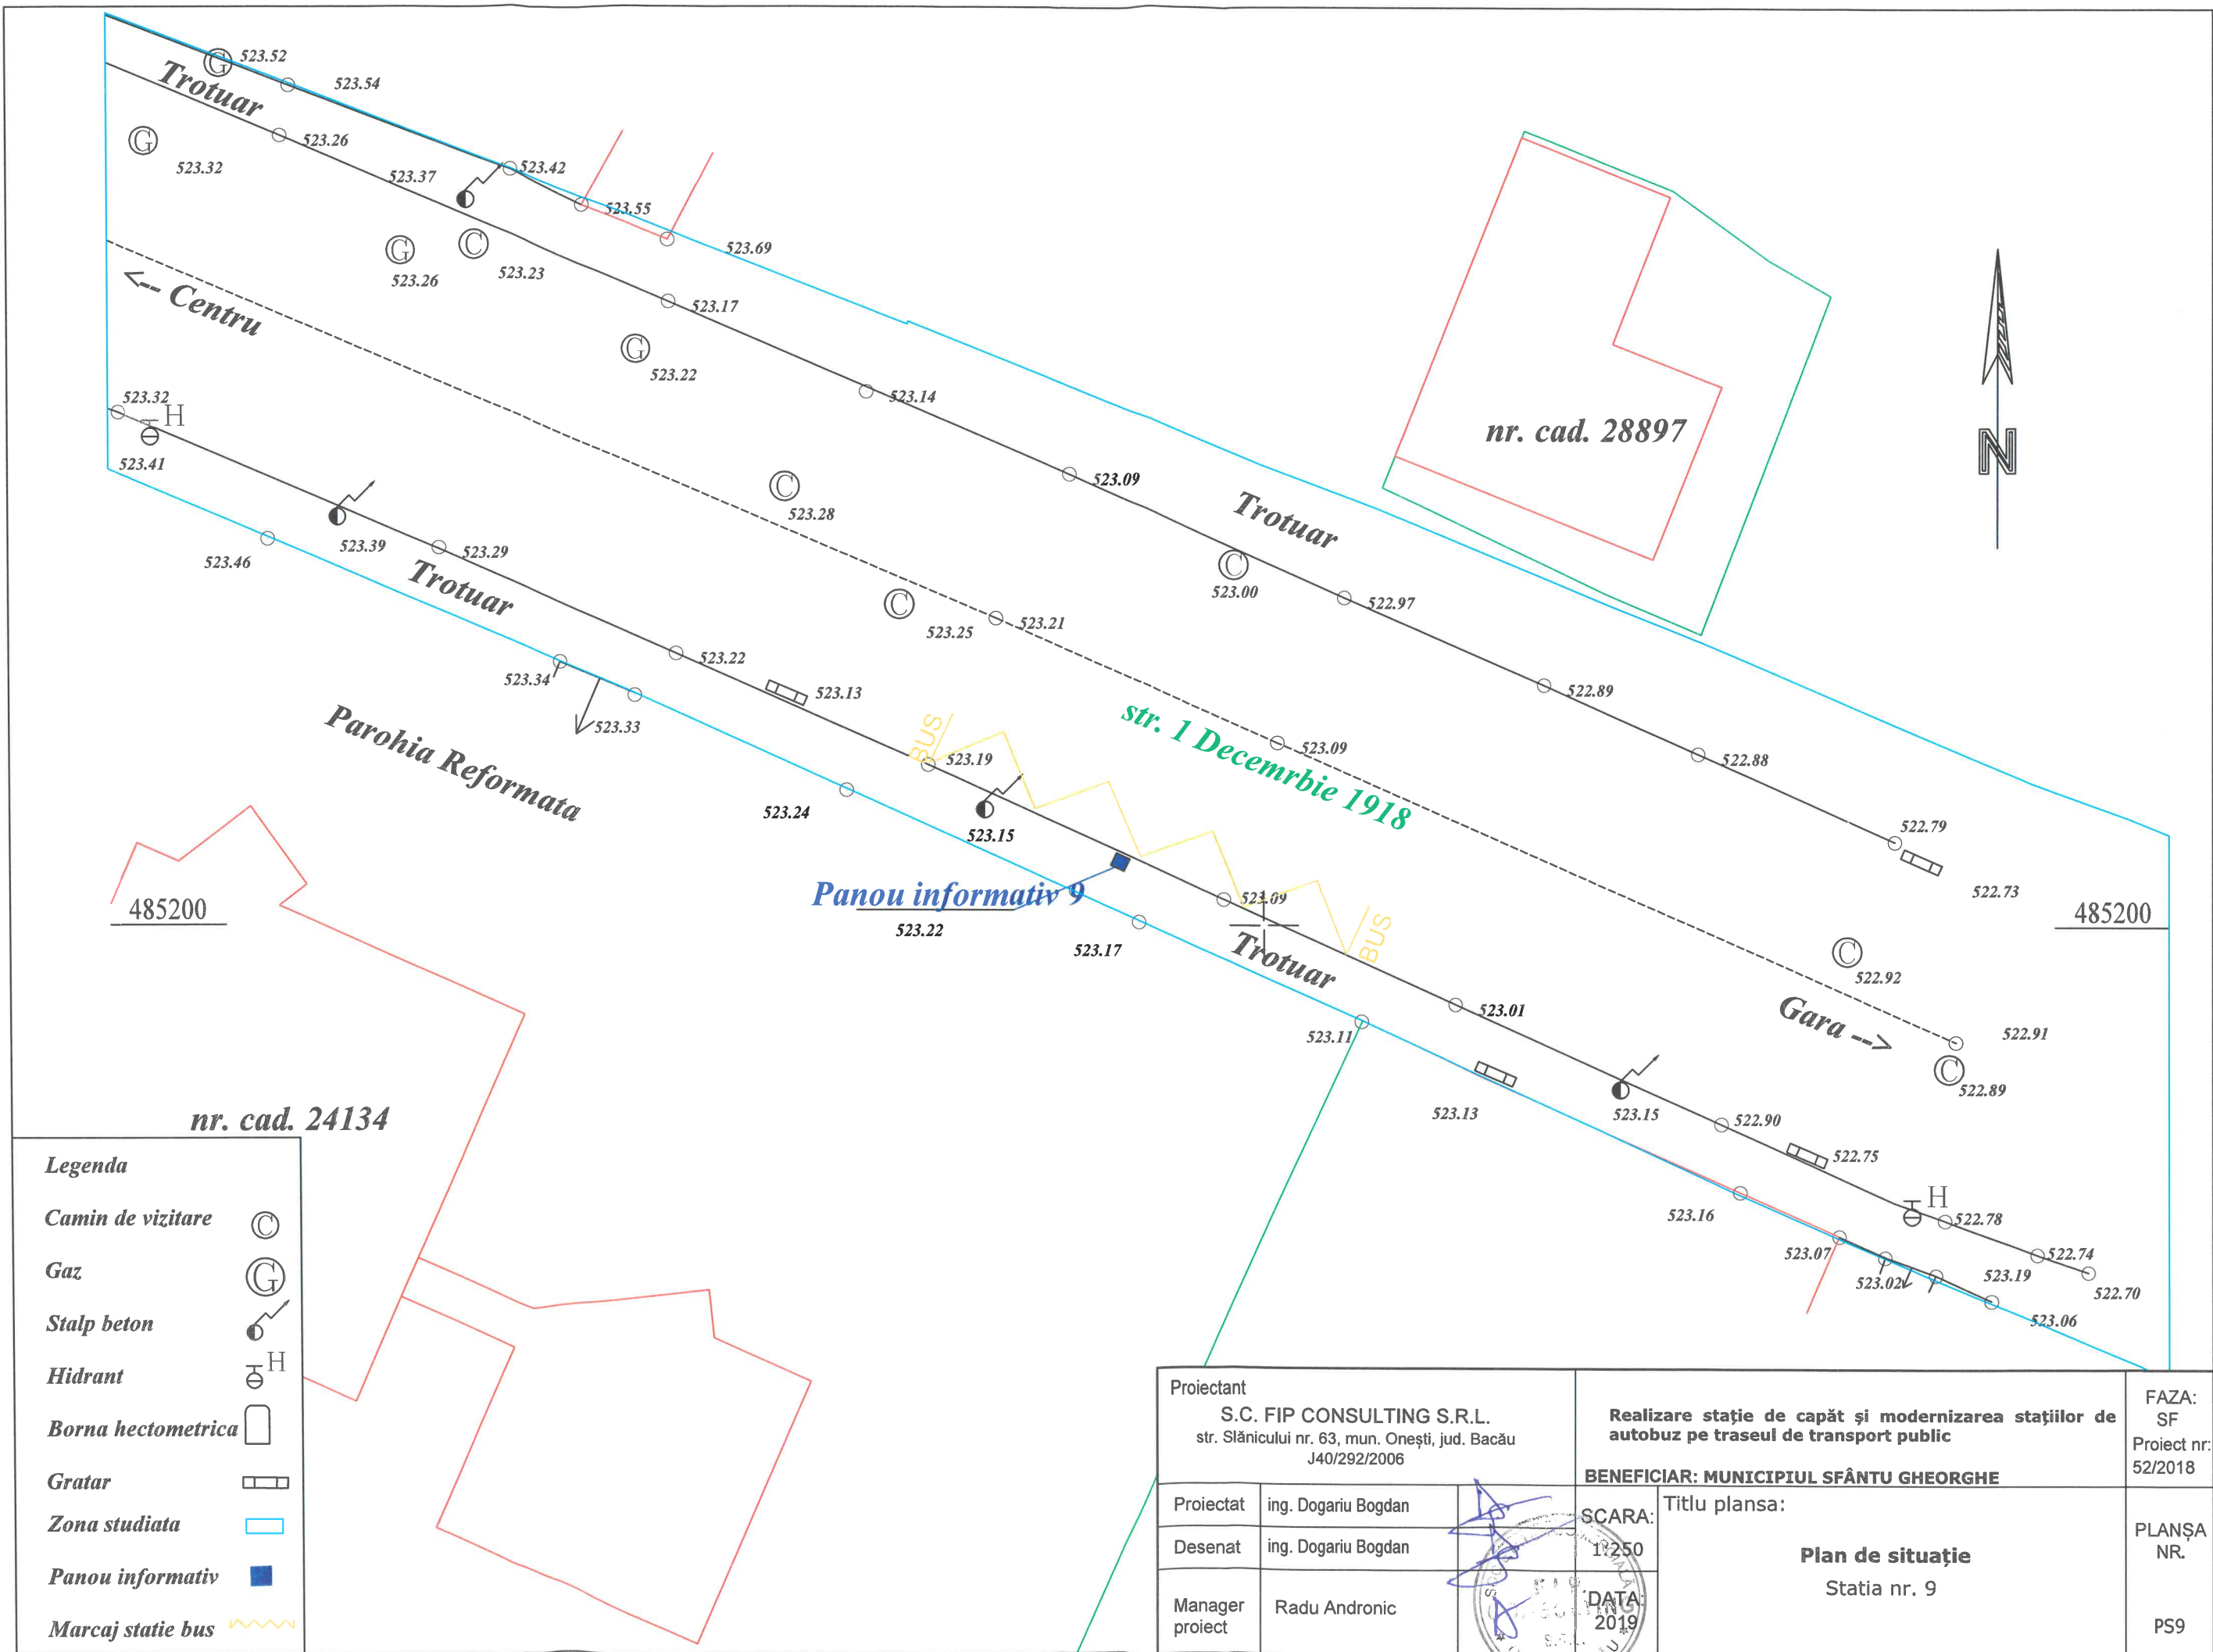 523.52
523.54
Trotuar
523.26
523.32
523.37
523.42
523.55
523.69
523.26
523.23
<-- Centru
523.17
523.22
523.14
523.32
H
523.41
nr. cad. 28897
N
523.09
Trotuar
523.28
523.00
522.97
523.46
523.39
523.29
Trotuar
523.25
523.21
523.22
523.34
523.33
523.13
522.89
str. 1 Decemrbie 1918
523.09
522.88
Parohia Reformata
BUS
523.19
523.24
523.15
522.79
522.73
485200
Panou informativ 9
523.22
523.09
523.17
Trotuar
BUS
485200
522.92
Gara -->
522.91
522.89
523.11
523.01
523.13
523.15
522.90
522.75
nr. cad. 24134
523.16
H
522.78
523.07
523.02
523.19
522.74
522.70
523.06
Legenda
Camin de vizitare
C
Gaz
G
Stalp beton
Hidrant
H
Borna hectometrica
Gratar
Zona studiata
Panou informativ
Marcaj statie bus
Proiectant
S.C. FIP CONSULTING S.R.L.
str. Slănicului nr. 63, mun. Onești, jud. Bacău
J40/292/2006
Realizare stație de capăt și modernizarea stațiilor de
autobuz pe traseul de transport public
BENEFICIAR: MUNICIPIUL SFÂNTU GHEORGHE
FAZA:
SF
Proiect nr:
52/2018
Proiectat ing. Dogariu Bogdan
Desenat ing. Dogariu Bogdan
Manager
proiect
Radu Andronic
SCARA:
1:250
DATA:
2019
Titlu plansa:
Plan de situație
Statia nr. 9
PLANȘA
NR.
PS9